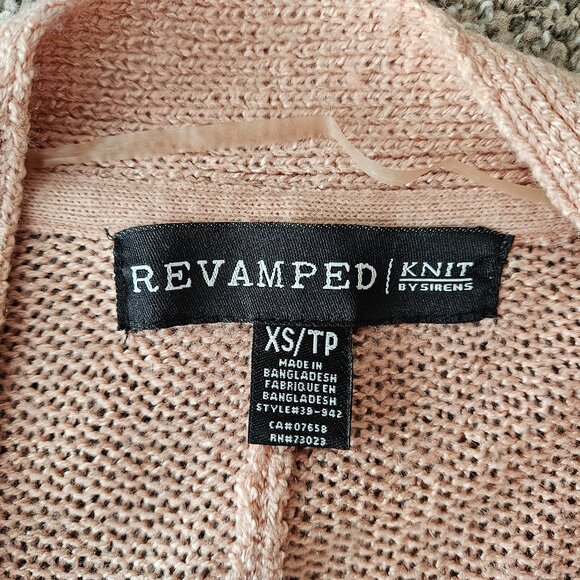 REVAMPED | KNIT
BY SIRENS
XS/TP
MADE IN
BANGLADESH
FABRIQUE EN
BANGLADESH
STYLE#39-942
CA#07658
RN#73023